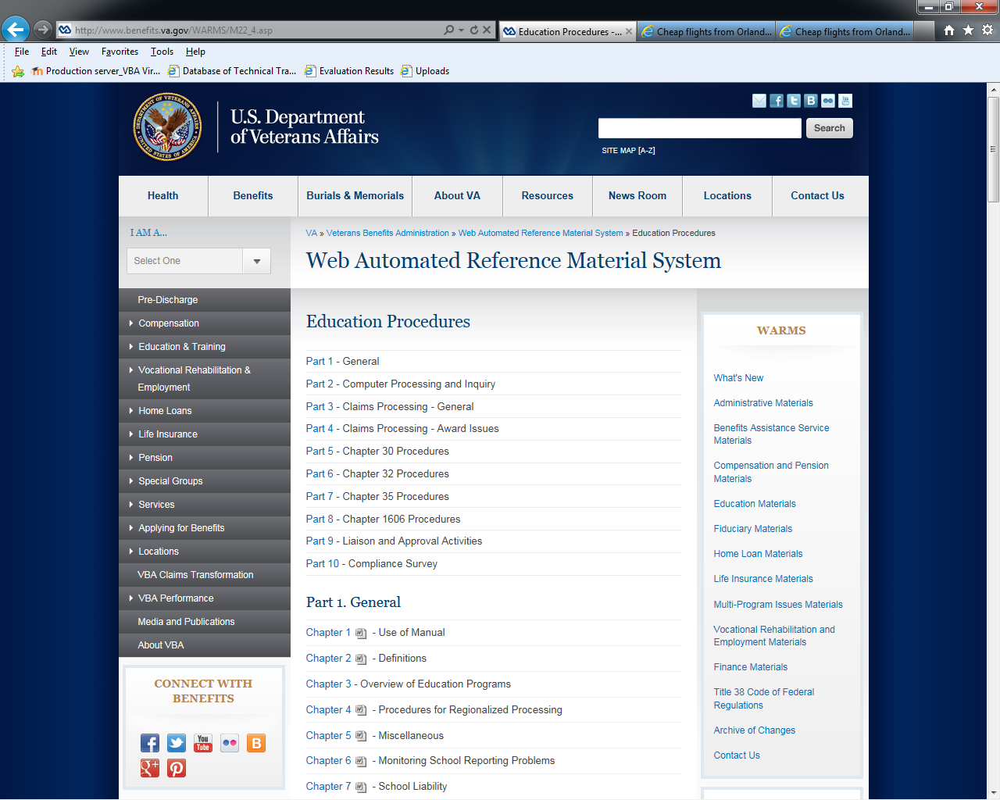 http://www.benefits.va.gov/WARMS/M22_4.asp
Education Procedures -...
Cheap flights from Orland...
Cheap flights from Orland...
File Edit View Favorites Tools Help
Production server_VBA Vir... Database of Technical Tra... Evaluation Results Uploads
U.S. Department
of Veterans Affairs
Search
SITE MAP [A-Z]
Health Benefits Burials & Memorials About VA Resources News Room Locations Contact Us
I AM A...
Select One
Pre-Discharge
Compensation
Education & Training
Vocational Rehabilitation &
Employment
Home Loans
Life Insurance
Pension
Special Groups
Services
Applying for Benefits
Locations
VBA Claims Transformation
VBA Performance
Media and Publications
About VBA
CONNECT WITH
BENEFITS
You
Tube
VA » Veterans Benefits Administration » Web Automated Reference Material System » Education Procedures
Web Automated Reference Material System
Education Procedures
Part 1 - General
Part 2 - Computer Processing and Inquiry
Part 3 - Claims Processing - General
Part 4 - Claims Processing - Award Issues
Part 5 - Chapter 30 Procedures
Part 6 - Chapter 32 Procedures
Part 7 - Chapter 35 Procedures
Part 8 - Chapter 1606 Procedures
Part 9 - Liaison and Approval Activities
Part 10 - Compliance Survey
Part 1. General
Chapter 1 - Use of Manual
Chapter 2 - Definitions
Chapter 3 - Overview of Education Programs
Chapter 4 - Procedures for Regionalized Processing
Chapter 5 - Miscellaneous
Chapter 6 - Monitoring School Reporting Problems
Chapter 7 - School Liability
WARMS
What's New
Administrative Materials
Benefits Assistance Service
Materials
Compensation and Pension
Materials
Education Materials
Fiduciary Materials
Home Loan Materials
Life Insurance Materials
Multi-Program Issues Materials
Vocational Rehabilitation and
Employment Materials
Finance Materials
Title 38 Code of Federal
Regulations
Archive of Changes
Contact Us